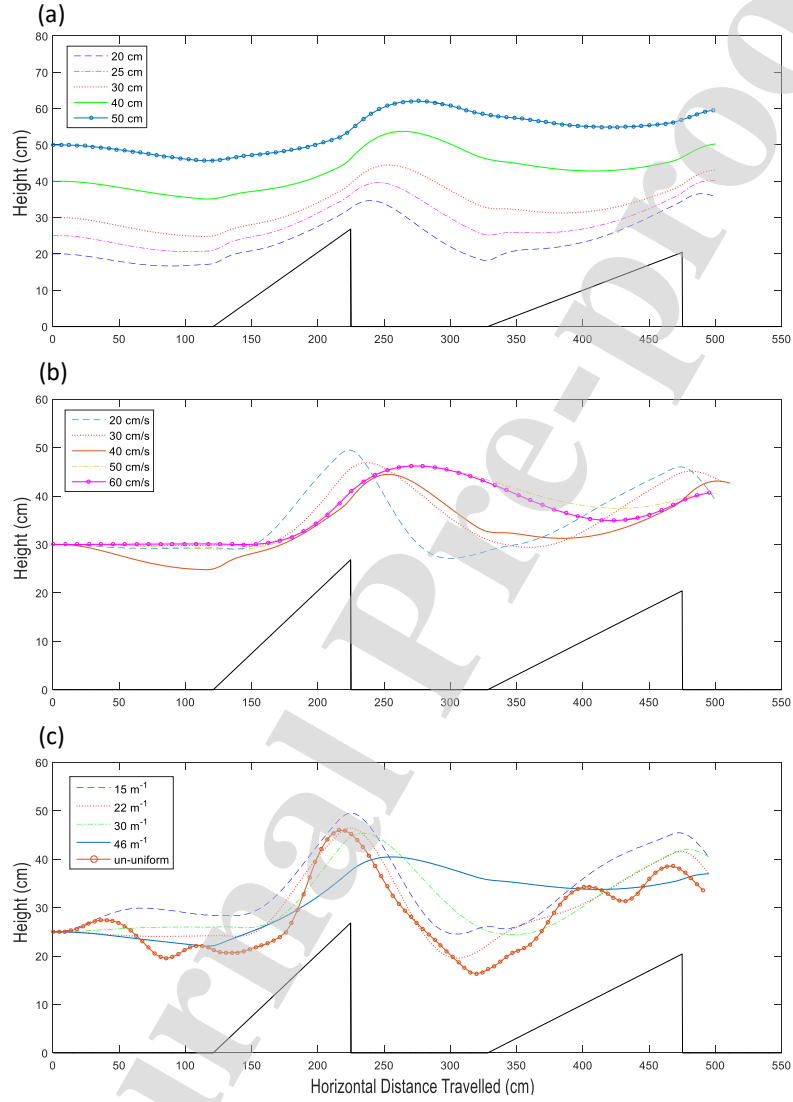 (a)
80
70
60
50
40
30
20
10
0
Height (cm)
20 cm
25 cm
30 cm
40 cm
50 cm
0 50 100 150 200 250 300 350 400 450 500 550
(b)
60
50
40
30
20
10
0
Height (cm)
20 cm/s
30 cm/s
40 cm/s
50 cm/s
60 cm/s
0 50 100 150 200 250 300 350 400 450 500 550
(c)
60
50
40
30
20
10
0
Height (cm)
15 m⁻¹
22 m⁻¹
30 m⁻¹
46 m⁻¹
un-uniform
0 50 100 150 200 250 300 350 400 450 500 550
Horizontal Distance Travelled (cm)
urnal Pre-proo